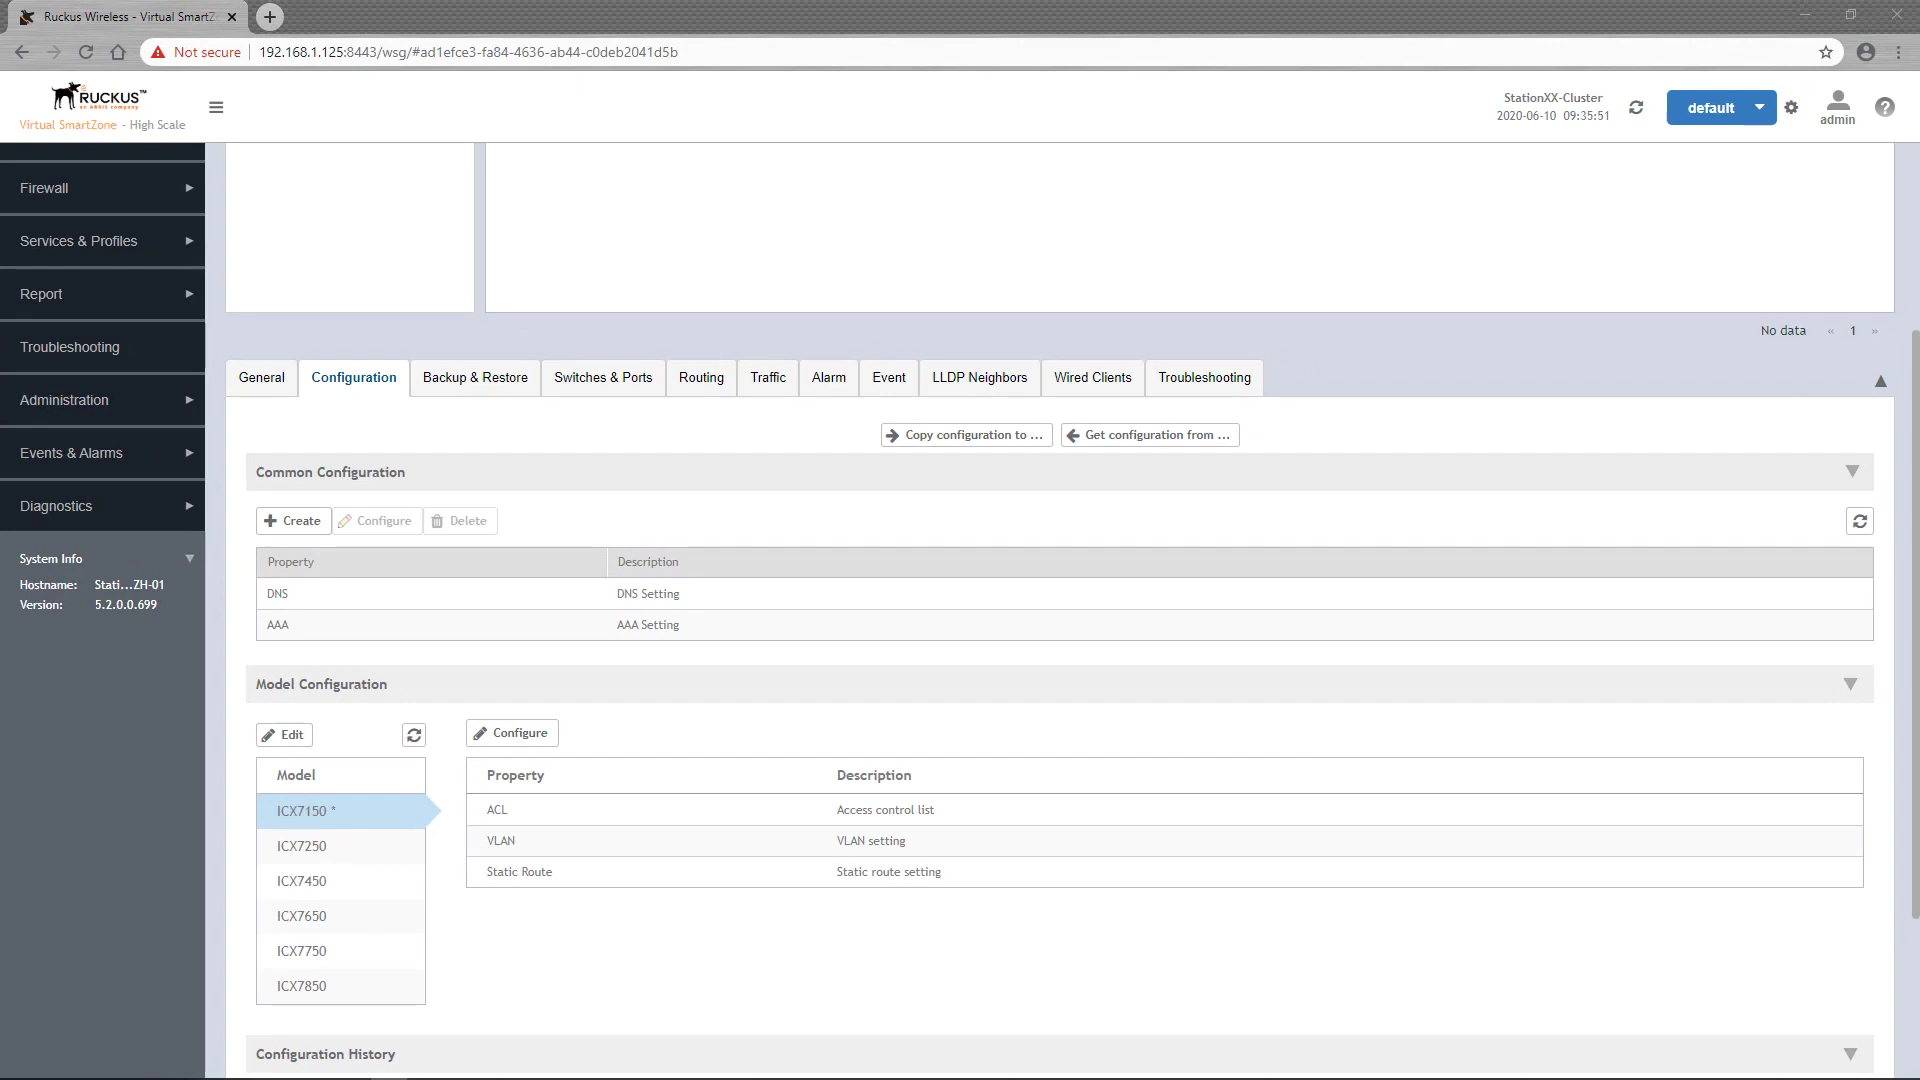 Ruckus Wireless - Virtual SmartZ
Not secure
192.168.1.125:8443/wsg/#ad1efce3-fa84-4636-ab44-c0deb2041d5b
RUCKUS™
an ARRIS company
Virtual SmartZone - High Scale
StationXX-Cluster
2020-06-10 09:35:51
default
admin
?
Firewall
Services & Profiles
Report
Troubleshooting
Administration
Events & Alarms
Diagnostics
System Info
Hostname: Stati...ZH-01
Version: 5.2.0.0.699
No data « 1 »
General Configuration Backup & Restore Switches & Ports Routing Traffic Alarm Event LLDP Neighbors Wired Clients Troubleshooting
Copy configuration to ... Get configuration from ...
Common Configuration
Create Configure Delete
Property Description
DNS DNS Setting
AAA AAA Setting
Model Configuration
Edit Configure
Model
ICX7150 *
ICX7250
ICX7450
ICX7650
ICX7750
ICX7850
Property Description
ACL Access control list
VLAN VLAN setting
Static Route Static route setting
Configuration History